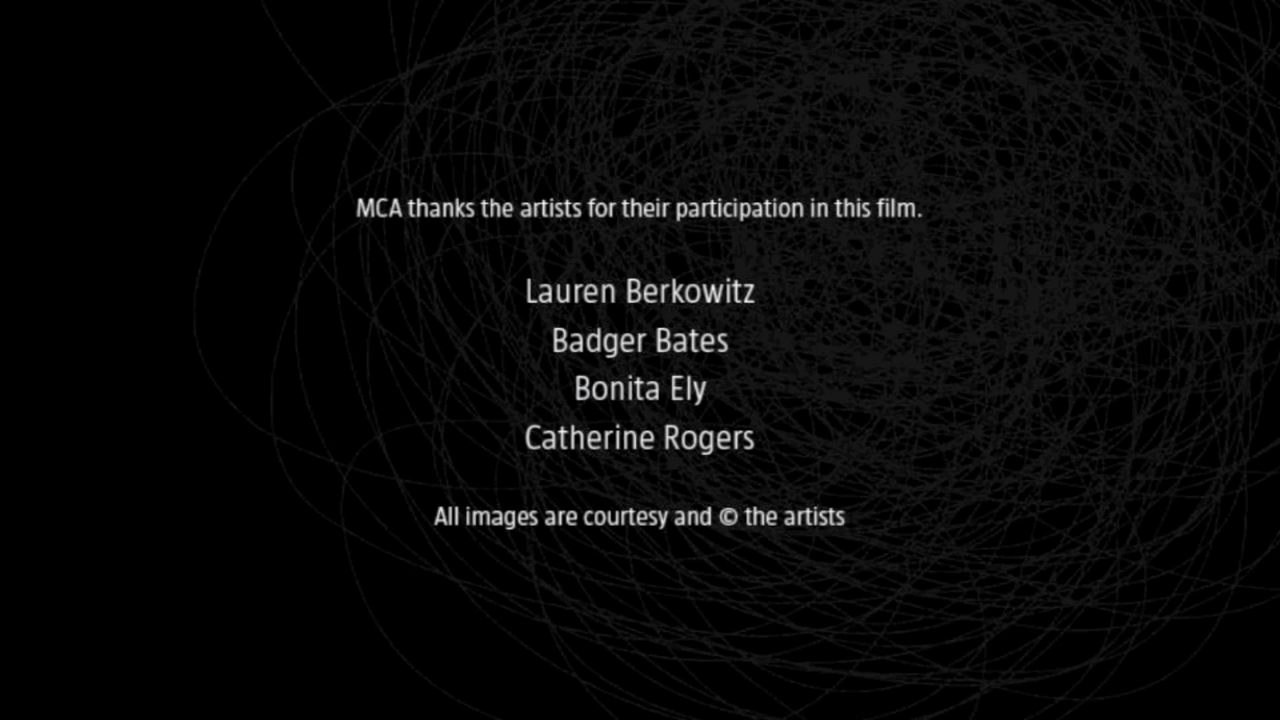 MCA thanks the artists for their participation in this film.
Lauren Berkowitz
Badger Bates
Bonita Ely
Catherine Rogers
All images are courtesy and © the artists